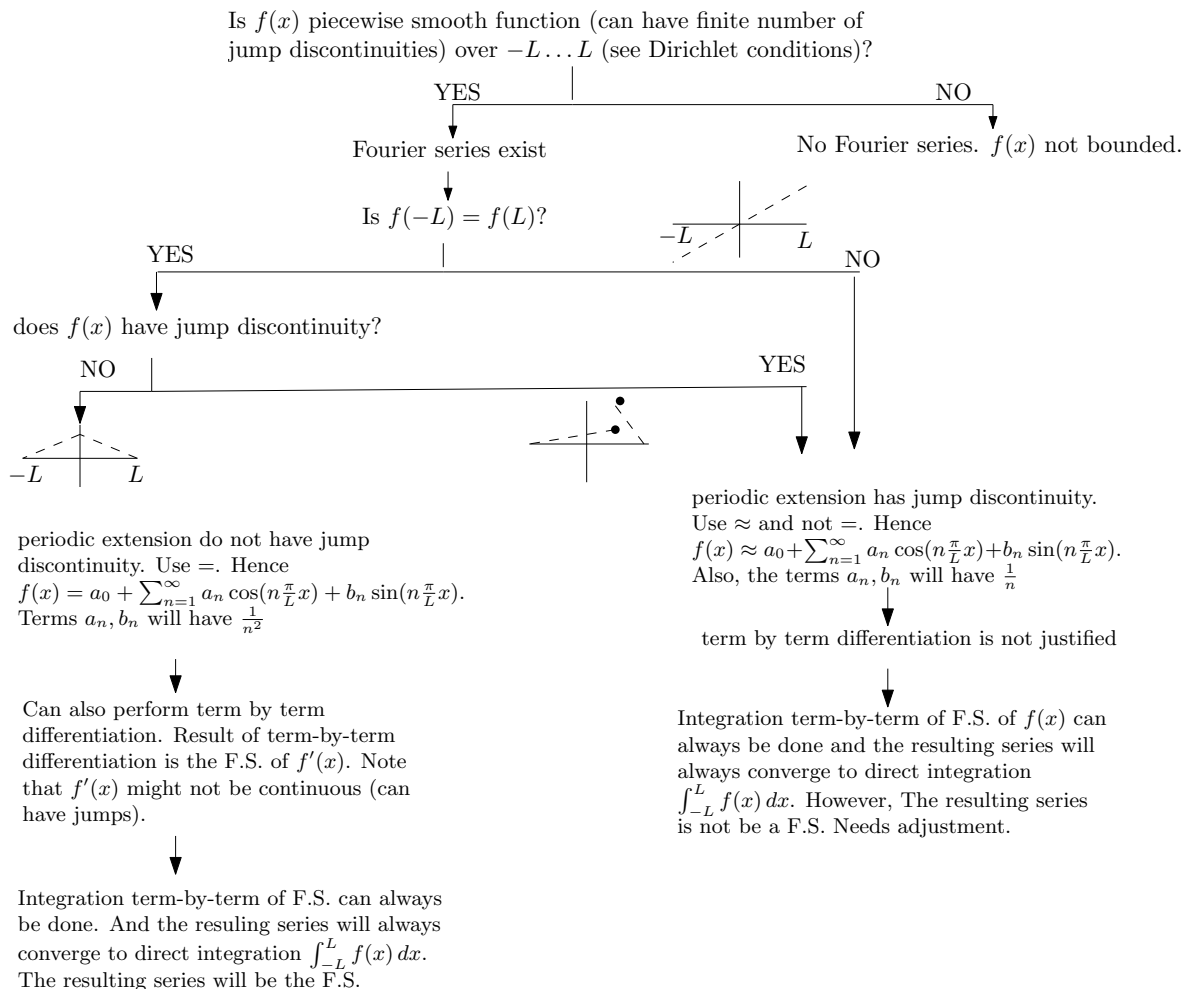 Is f(x) piecewise smooth function (can have finite number of
jump discontinuities) over −L…L (see Dirichlet conditions)?
YES
NO
Fourier series exist
No Fourier series. f(x) not bounded.
Is f(−L) = f(L)?
−L
L
YES
NO
does f(x) have jump discontinuity?
NO
YES
−L
L
periodic extension do not have jump
discontinuity. Use =. Hence
f(x) = a₀ + ∑_{n=1}^{∞} aₙ cos(n π/L x) + bₙ sin(n π/L x).
Terms aₙ, bₙ will have 1/n²
Can also perform term by term
differentiation. Result of term-by-term
differentiation is the F.S. of f′(x). Note
that f′(x) might not be continuous (can
have jumps).
Integration term-by-term of F.S. can always
be done. And the resuling series will always
converge to direct integration ∫_{−L}^{L} f(x) dx.
The resulting series will be the F.S.
periodic extension has jump discontinuity.
Use ≈ and not =. Hence
f(x) ≈ a₀+∑_{n=1}^{∞} aₙ cos(n π/L x)+bₙ sin(n π/L x).
Also, the terms aₙ, bₙ will have 1/n
term by term differentiation is not justified
Integration term-by-term of F.S. of f(x) can
always be done and the resulting series will
always converge to direct integration
∫_{−L}^{L} f(x) dx. However, The resulting series
is not be a F.S. Needs adjustment.